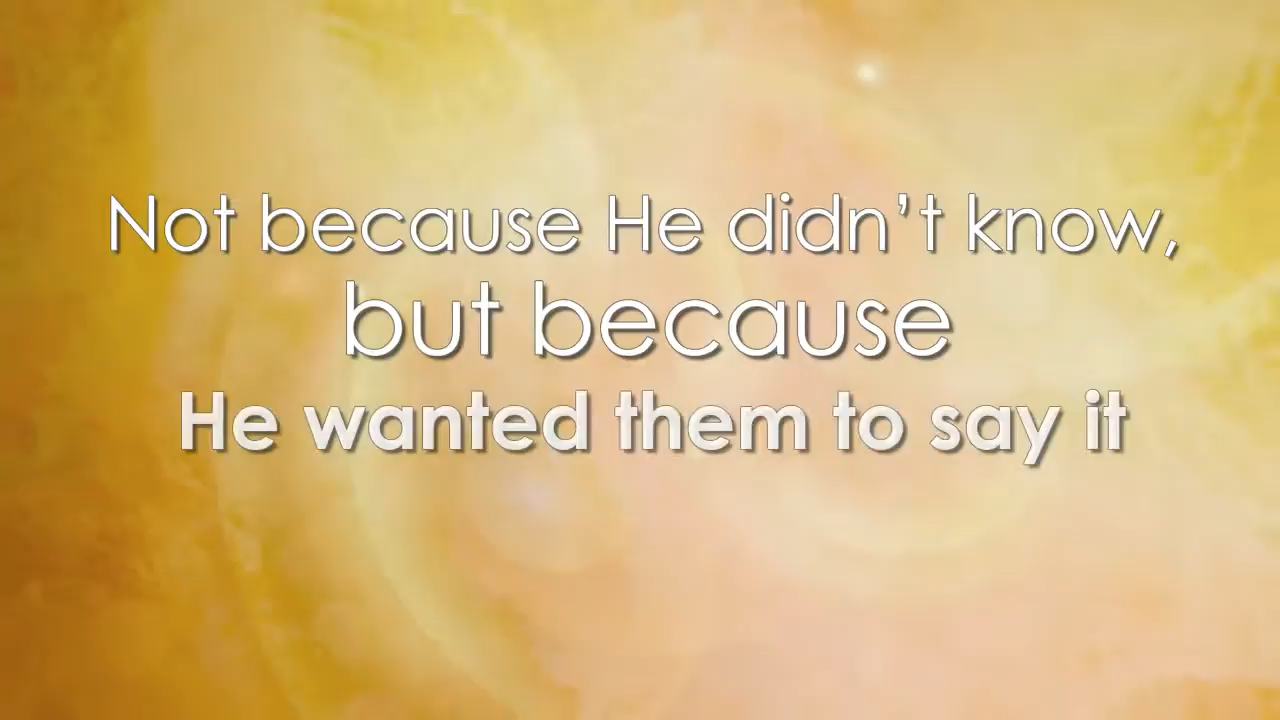 Not because He didn’t know,
but because
He wanted them to say it